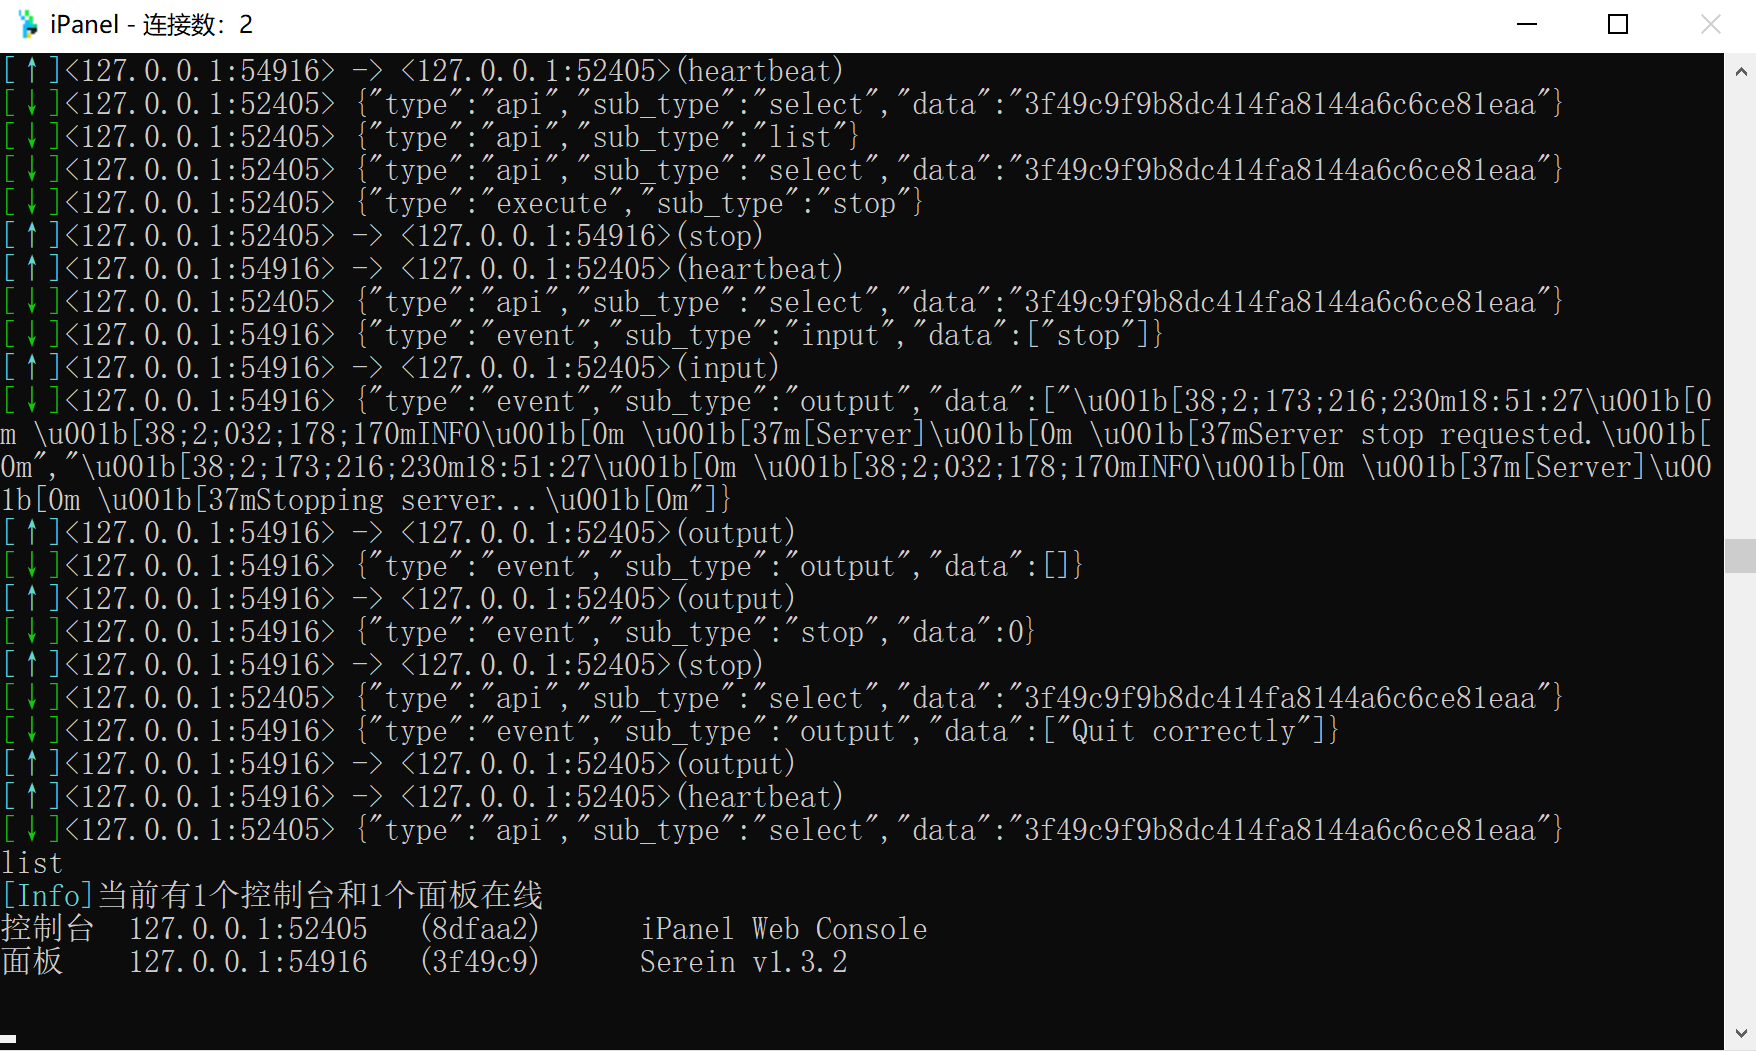 iPanel - 连接数：2
[↑]<127.0.0.1:54916> -> <127.0.0.1:52405>(heartbeat)
[↓]<127.0.0.1:52405> {"type":"api","sub_type":"select","data":"3f49c9f9b8dc414fa8144a6c6ce81eaa"}
[↓]<127.0.0.1:52405> {"type":"api","sub_type":"list"}
[↓]<127.0.0.1:52405> {"type":"api","sub_type":"select","data":"3f49c9f9b8dc414fa8144a6c6ce81eaa"}
[↓]<127.0.0.1:52405> {"type":"execute","sub_type":"stop"}
[↑]<127.0.0.1:52405> -> <127.0.0.1:54916>(stop)
[↑]<127.0.0.1:54916> -> <127.0.0.1:52405>(heartbeat)
[↓]<127.0.0.1:52405> {"type":"api","sub_type":"select","data":"3f49c9f9b8dc414fa8144a6c6ce81eaa"}
[↓]<127.0.0.1:54916> {"type":"event","sub_type":"input","data":["stop"]}
[↑]<127.0.0.1:54916> -> <127.0.0.1:52405>(input)
[↓]<127.0.0.1:54916> {"type":"event","sub_type":"output","data":["\u001b[38;2;173;216;230m18:51:27\u001b[0
m \u001b[38;2;032;178;170mINFO\u001b[0m \u001b[37m[Server]\u001b[0m \u001b[37mServer stop requested.\u001b[
0m","\u001b[38;2;173;216;230m18:51:27\u001b[0m \u001b[38;2;032;178;170mINFO\u001b[0m \u001b[37m[Server]\u00
1b[0m \u001b[37mStopping server...\u001b[0m"]}
[↑]<127.0.0.1:54916> -> <127.0.0.1:52405>(output)
[↓]<127.0.0.1:54916> {"type":"event","sub_type":"output","data":[]}
[↑]<127.0.0.1:54916> -> <127.0.0.1:52405>(output)
[↓]<127.0.0.1:54916> {"type":"event","sub_type":"stop","data":0}
[↑]<127.0.0.1:54916> -> <127.0.0.1:52405>(stop)
[↓]<127.0.0.1:52405> {"type":"api","sub_type":"select","data":"3f49c9f9b8dc414fa8144a6c6ce81eaa"}
[↓]<127.0.0.1:54916> {"type":"event","sub_type":"output","data":["Quit correctly"]}
[↑]<127.0.0.1:54916> -> <127.0.0.1:52405>(output)
[↑]<127.0.0.1:54916> -> <127.0.0.1:52405>(heartbeat)
[↓]<127.0.0.1:52405> {"type":"api","sub_type":"select","data":"3f49c9f9b8dc414fa8144a6c6ce81eaa"}
list
[Info]当前有1个控制台和1个面板在线
控制台 127.0.0.1:52405 (8dfaa2) iPanel Web Console
面板 127.0.0.1:54916 (3f49c9) Serein v1.3.2